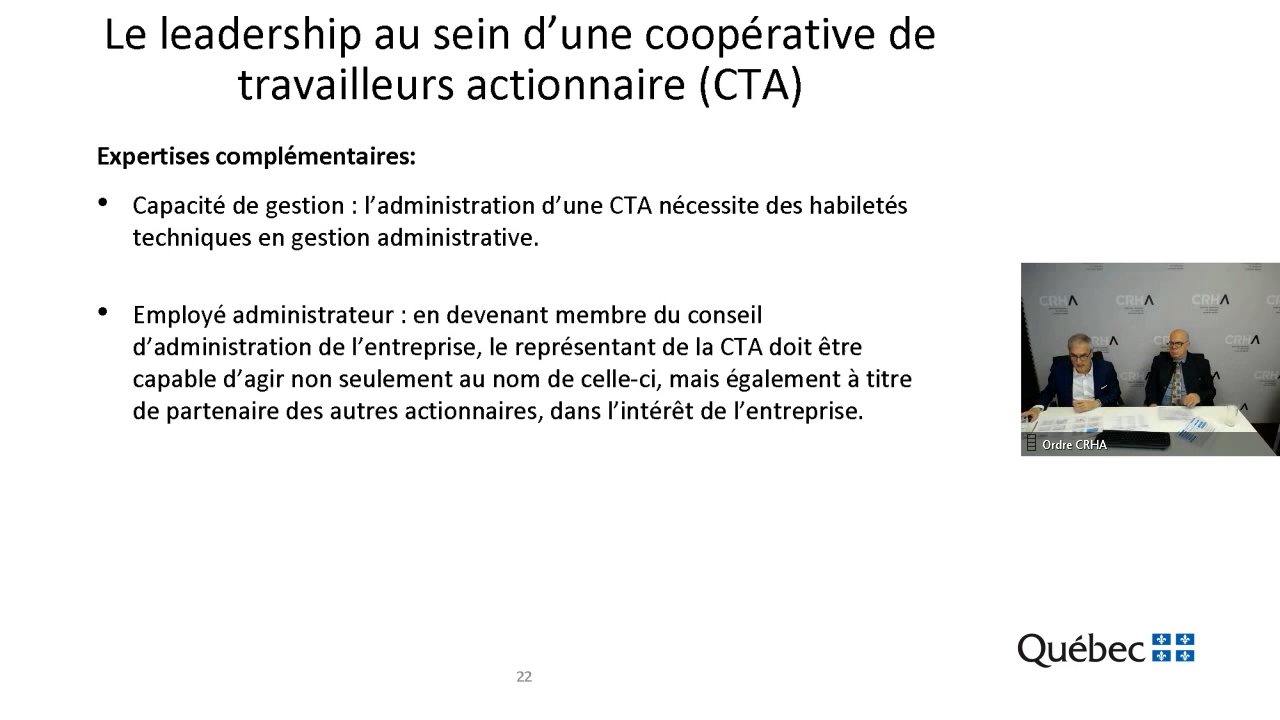 Le leadership au sein d’une coopérative de
travailleurs actionnaire (CTA)
Expertises complémentaires:
• Capacité de gestion : l’administration d’une CTA nécessite des habiletés
techniques en gestion administrative.
• Employé administrateur : en devenant membre du conseil
d’administration de l’entreprise, le représentant de la CTA doit être
capable d’agir non seulement au nom de celle-ci, mais également à titre
de partenaire des autres actionnaires, dans l’intérêt de l’entreprise.
CRHA CRHA CRHA
Ordre CRHA
Québec
22